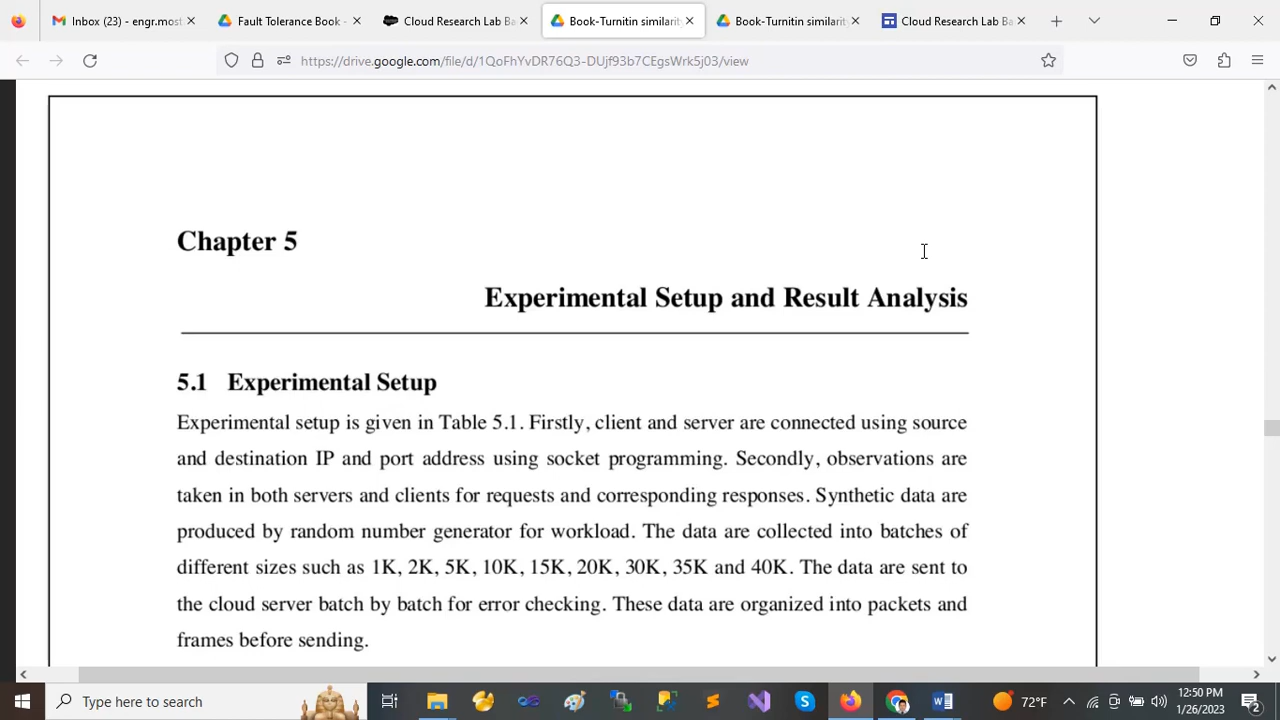 Inbox (23) - engr.most
Fault Tolerance Book -
Cloud Research Lab Ba
Book-Turnitin similarit
Book-Turnitin similarit
Cloud Research Lab Ba
https://drive.google.com/file/d/1QoFhYvDR76Q3-DUjf93b7CEgsWrk5j03/view
Chapter 5
Experimental Setup and Result Analysis
5.1 Experimental Setup
Experimental setup is given in Table 5.1. Firstly, client and server are connected using source
and destination IP and port address using socket programming. Secondly, observations are
taken in both servers and clients for requests and corresponding responses. Synthetic data are
produced by random number generator for workload. The data are collected into batches of
different sizes such as 1K, 2K, 5K, 10K, 15K, 20K, 30K, 35K and 40K. The data are sent to
the cloud server batch by batch for error checking. These data are organized into packets and
frames before sending.
Type here to search
72°F
12:50 PM
1/26/2023
2